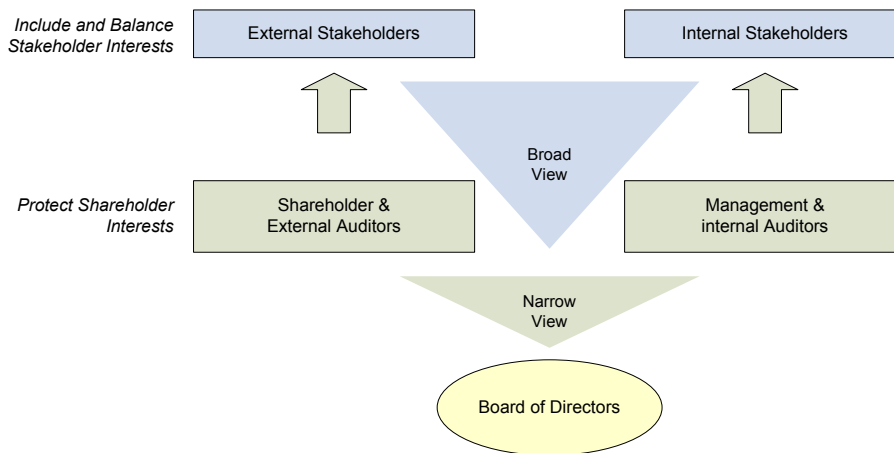 Include and Balance
Stakeholder Interests
External Stakeholders
Internal Stakeholders
Broad
View
Protect Shareholder
Interests
Shareholder &
External Auditors
Management &
internal Auditors
Narrow
View
Board of Directors